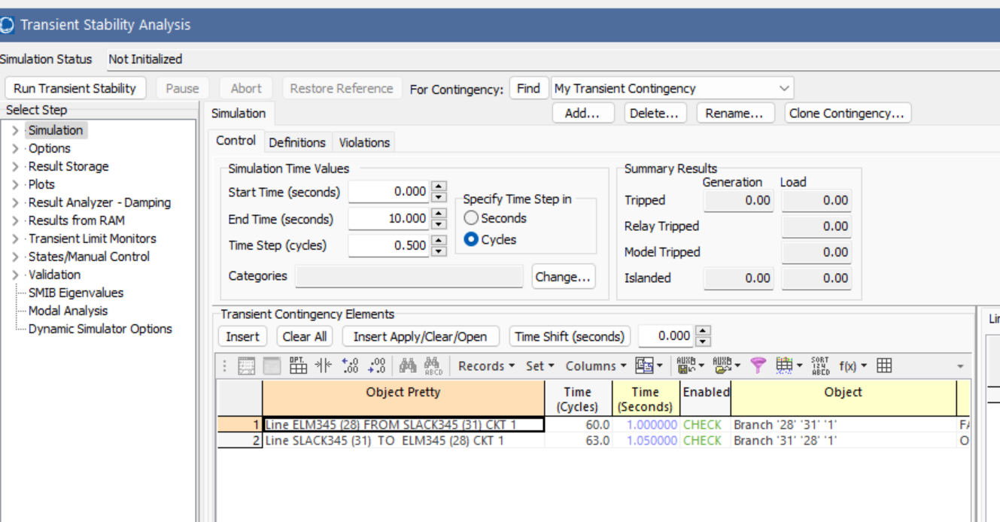 Transient Stability Analysis
Simulation Status Not Initialized
Run Transient Stability Pause Abort Restore Reference For Contingency: Find My Transient Contingency
Select Step
Simulation
Options
Result Storage
Plots
Result Analyzer - Damping
Results from RAM
Transient Limit Monitors
States/Manual Control
Validation
SMIB Eigenvalues
Modal Analysis
Dynamic Simulator Options
Simulation Add... Delete... Rename... Clone Contingency...
Control Definitions Violations
Simulation Time Values
Start Time (seconds) 0.000
End Time (seconds) 10.000
Time Step (cycles) 0.500
Specify Time Step in
Seconds
Cycles
Categories Change...
Summary Results
Generation Load
Tripped 0.00 0.00
Relay Tripped 0.00
Model Tripped 0.00
Islanded 0.00 0.00
Transient Contingency Elements
Insert Clear All Insert Apply/Clear/Open Time Shift (seconds) 0.000
Records Set Columns SORT 124 ABED f(x)
Object Pretty Time (Cycles) Time (Seconds) Enabled Object
1 Line ELM345 (28) FROM SLACK345 (31) CKT 1 60.0 1.000000 CHECK Branch '28' '31' '1' FA
2 Line SLACK345 (31) TO ELM345 (28) CKT 1 63.0 1.050000 CHECK Branch '31' '28' '1' O